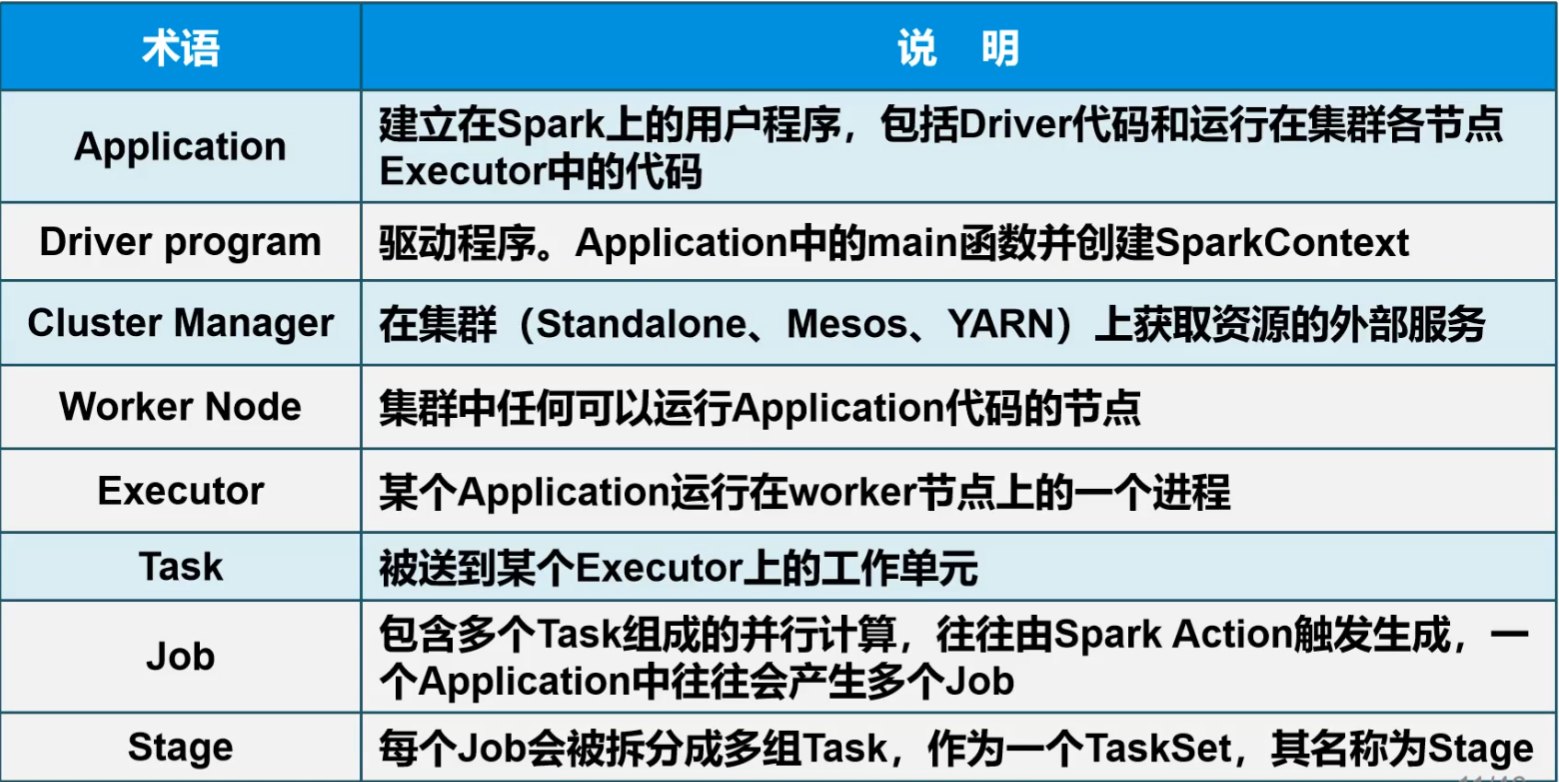 术语
说 明
Application
建立在Spark上的用户程序，包括Driver代码和运行在集群各节点
Executor中的代码
Driver program
驱动程序。Application中的main函数并创建SparkContext
Cluster Manager
在集群（Standalone、Mesos、YARN）上获取资源的外部服务
Worker Node
集群中任何可以运行Application代码的节点
Executor
某个Application运行在worker节点上的一个进程
Task
被送到某个Executor上的工作单元
Job
包含多个Task组成的并行计算，往往由Spark Action触发生成，一
个Application中往往会产生多个Job
Stage
每个Job会被拆分成多组Task，作为一个TaskSet，其名称为Stage